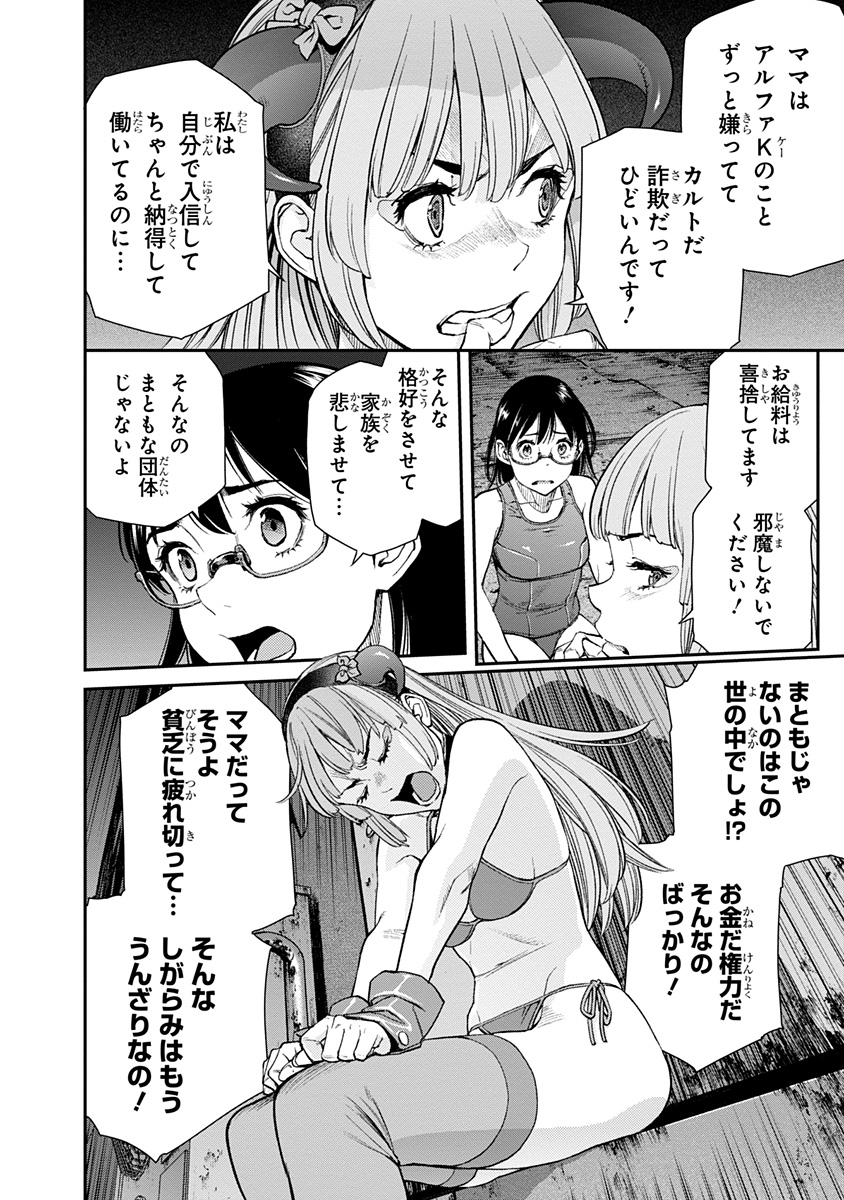 ママは
アルファKのこと
ずっと嫌ってて
カルトだ
詐欺だって
ひどいんです！
私は
自分で入信して
ちゃんと納得して
働いてるのに…
お給料は
喜捨してます
邪魔しないで
ください！
そんな
格好をさせて
家族を
悲しませて…
そんなの
まともな団体
じゃないよ
まともじゃ
ないのはこの
世の中でしょ!?
お金だ権力だ
そんなの
ばっかり！
ママだって
そうよ
貧乏に疲れ切って…
そんな
しがらみはもう
うんざりなの！